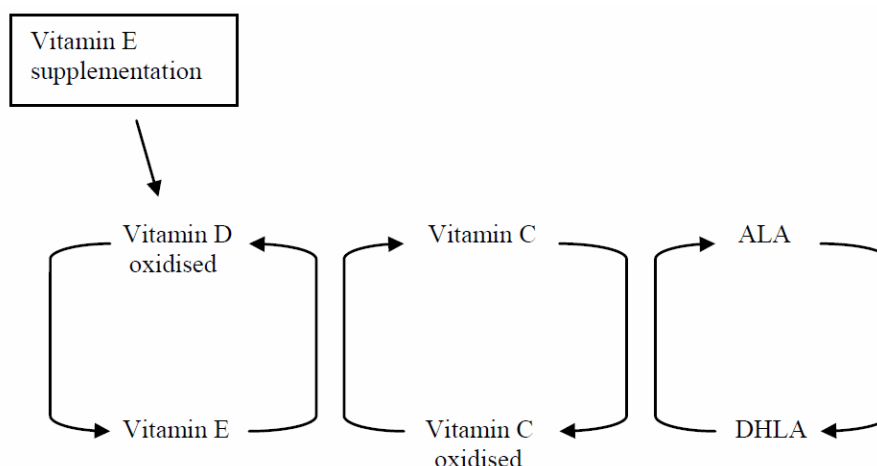 Vitamin E
supplementation
Vitamin D
oxidised
Vitamin C
ALA
Vitamin E
Vitamin C
oxidised
DHLA